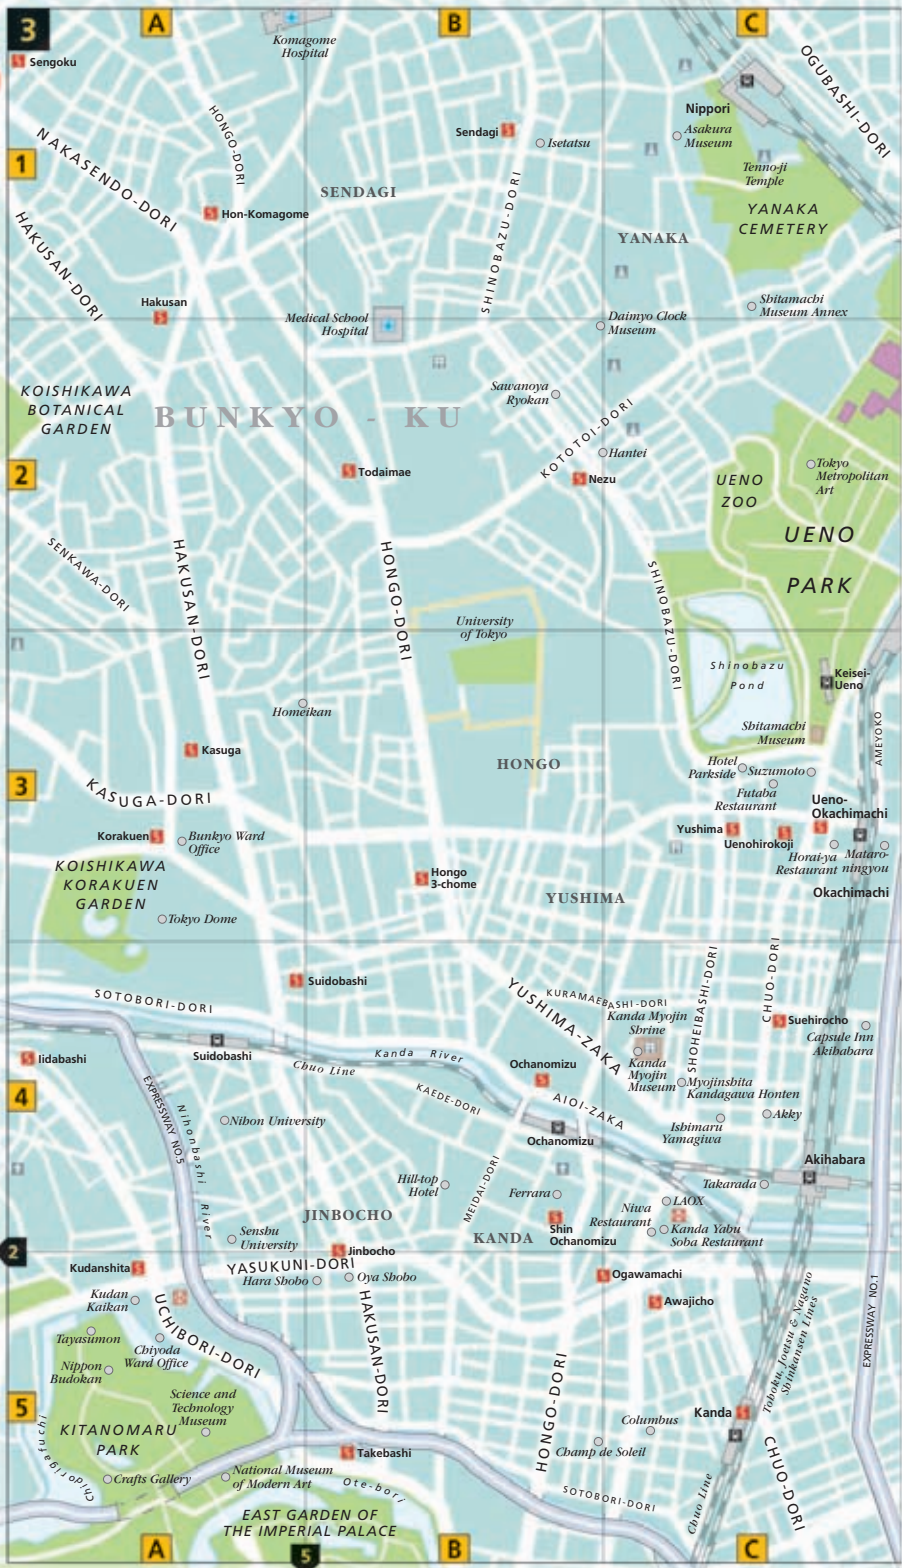 3
A
B
C
Komagome
Hospital
Sengoku
OGUBASHI-DORI
HONGO-DORI
Nippori
NAKASENDO-DORI
Sendagi
Isetatsu
Asakura
Museum
1
Tenno-ji
Temple
SENDAGI
SHINOBAZU-DORI
YANAKA
CEMETERY
Hon-Komagome
HAKUSAN-DORI
YANAKA
Hakusan
Medical School
Hospital
Daimyo Clock
Museum
Shitamachi
Museum Annex
KOISHIKAWA
BOTANICAL
GARDEN
Sawanoya
Ryokan
BUNKYO - KU
KOTOTOI-DORI
Hantei
2
Todaimae
Nezu
UENO
ZOO
Tokyo
Metropolitan
Art
UENO
PARK
SENKAWA-DORI
HAKUSAN-DORI
HONGO-DORI
SHINOBAZU-DORI
University
of Tokyo
Shinobazu
Pond
Keisei-
Ueno
Homeikan
Shitamachi
Museum
AMEYOKO
Kasuga
HONGO
Hotel
Parkside
Suzumoto
3
KASUGA-DORI
Futaba
Restaurant
Ueno-
Okachimachi
Korakuen
Bunkyo Ward
Office
Yushima
Uenohirokoji
Horai-ya
Restaurant
Mataro-
ningyou
KOISHIKAWA
KORAKUEN
GARDEN
Hongo
3-chome
Okachimachi
YUSHIMA
Tokyo Dome
Suidobashi
YUSHIMA-ZAKA
SHOHEIBASHI-DORI
CHUO-DORI
SOTOBORI-DORI
KURAMAEBASHI-DORI
Kanda Myojin
Shrine
Suehirocho
Capsule Inn
Akihabara
Iidabashi
Suidobashi
Kanda River
Chuo Line
Ochanomizu
Kanda
Myojin
Museum
Myojinshita
Kandagawa Honten
4
EXPRESSWAY NO.5
Nihonbashi River
KAEDE-DORI
AIOI-ZAKA
Akky
Nihon University
Ochanomizu
Ishimaru
Yamagiwa
Akihabara
Hill-top
Hotel
MEIDAI-DORI
Ferrara
Takarada
LAOX
Niwa
Restaurant
JINBOCHO
Senshu
University
KANDA
Shin
Ochanomizu
Kanda Yabu
Soba Restaurant
2
Jinbocho
Kudanshita
YASUKUNI-DORI
Hara Shobo
Oya Shobo
Ogawamachi
Kudan
Kaikan
UCHIBORI-DORI
HAKUSAN-DORI
Awajicho
Tayasumon
Chiyoda
Ward Office
Tohoku, Joetsu & Nagano
Shinkansen Lines
EXPRESSWAY NO.1
Nippon
Budokan
Science and
Technology
Museum
HONGO-DORI
5
Kanda
KITANOMARU
PARK
Columbus
Champ de Soleil
Takebashi
CHUO-DORI
Chidorigafuchi
Crafts Gallery
National Museum
of Modern Art
Ote-bori
SOTOBORI-DORI
Chuo Line
EAST GARDEN OF
THE IMPERIAL PALACE
A
5
B
C